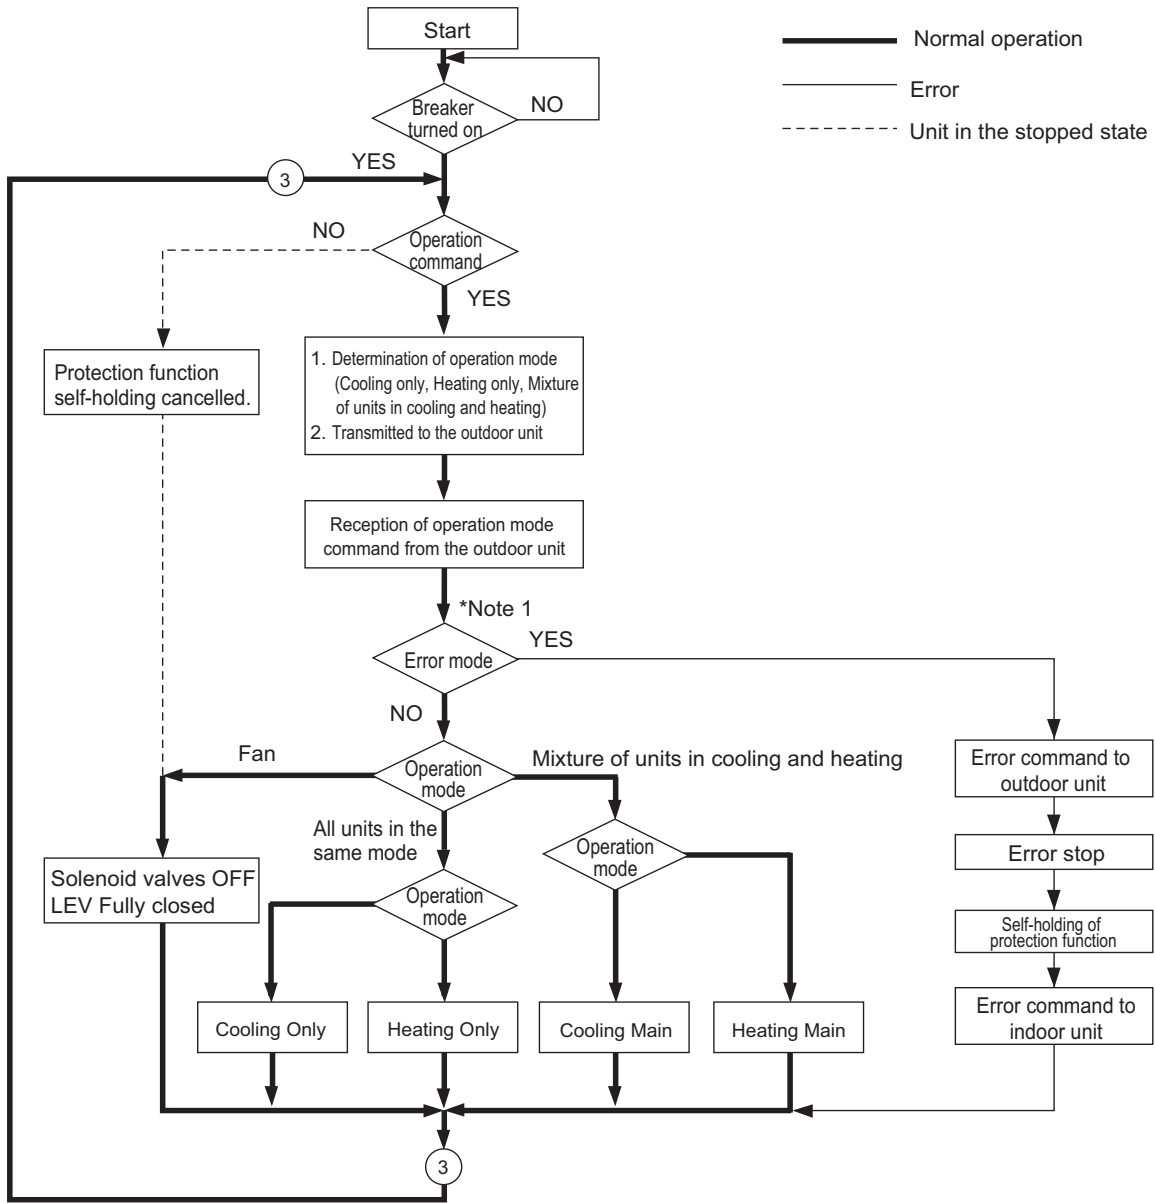 Start
Normal operation
Error
Unit in the stopped state
Breaker
turned on
NO
YES
3
NO
Operation
command
YES
1. Determination of operation mode
(Cooling only, Heating only, Mixture
of units in cooling and heating)
2. Transmitted to the outdoor unit
Protection function
self-holding cancelled.
Reception of operation mode
command from the outdoor unit
*Note 1
YES
Error mode
NO
Fan
Operation
mode
Mixture of units in cooling and heating
Error command to
outdoor unit
All units in the
same mode
Operation
mode
Error stop
Solenoid valves OFF
LEV Fully closed
Operation
mode
Self-holding of
protection function
Cooling Only
Heating Only
Cooling Main
Heating Main
Error command to
indoor unit
3